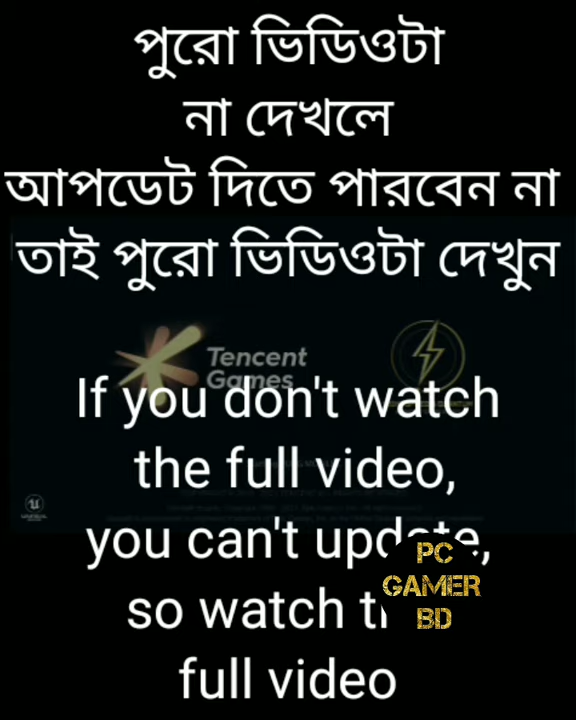 পুরো ভিডিওটা
না দেখলে
আপডেট দিতে পারবেন না
তাই পুরো ভিডিওটা দেখুন
Tencent
Games
If you don't watch
the full video,
you can't update,
PC
GAMER
BD
so watch
full video